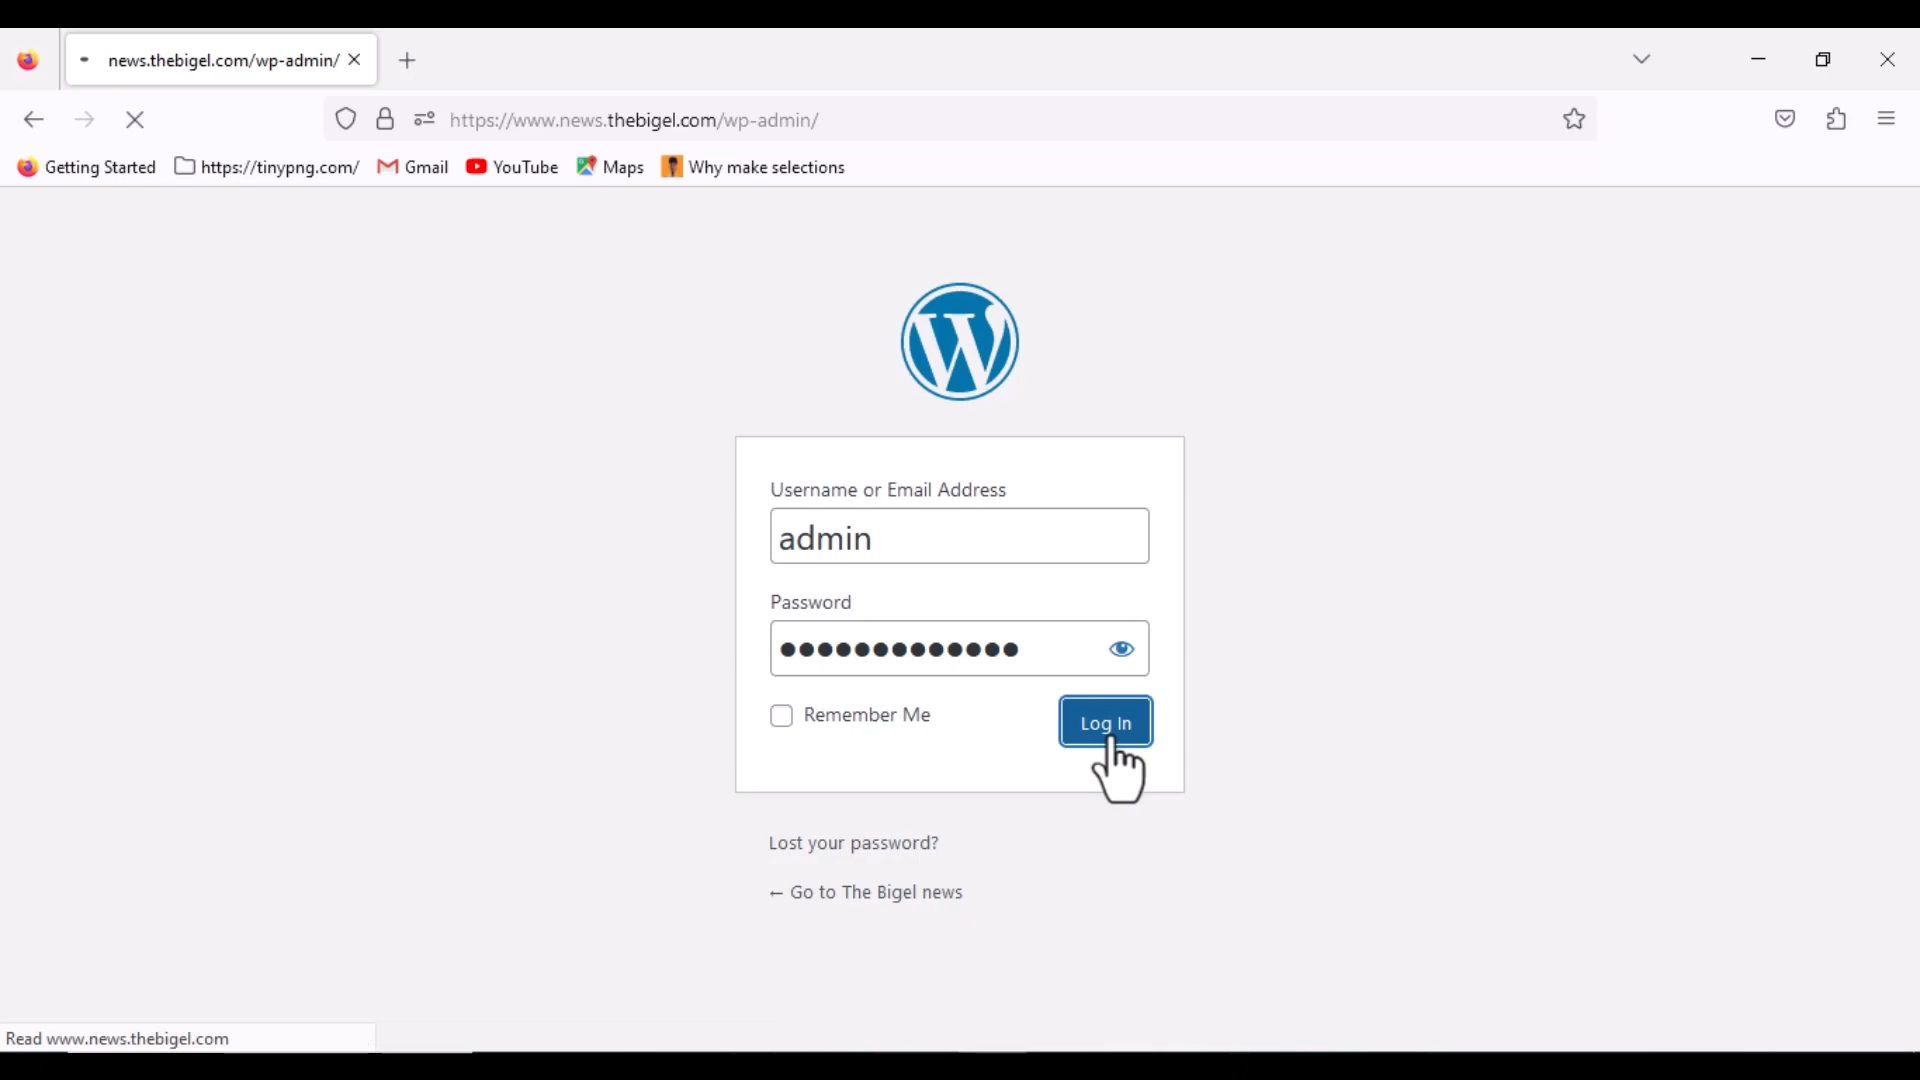 news.thebigel.com/wp-admin/
https://www.news.thebigel.com/wp-admin/
Getting Started https://tinypng.com/ Gmail YouTube Maps Why make selections
Username or Email Address
admin
Password
Remember Me
Log In
Lost your password?
← Go to The Bigel news
Read www.news.thebigel.com